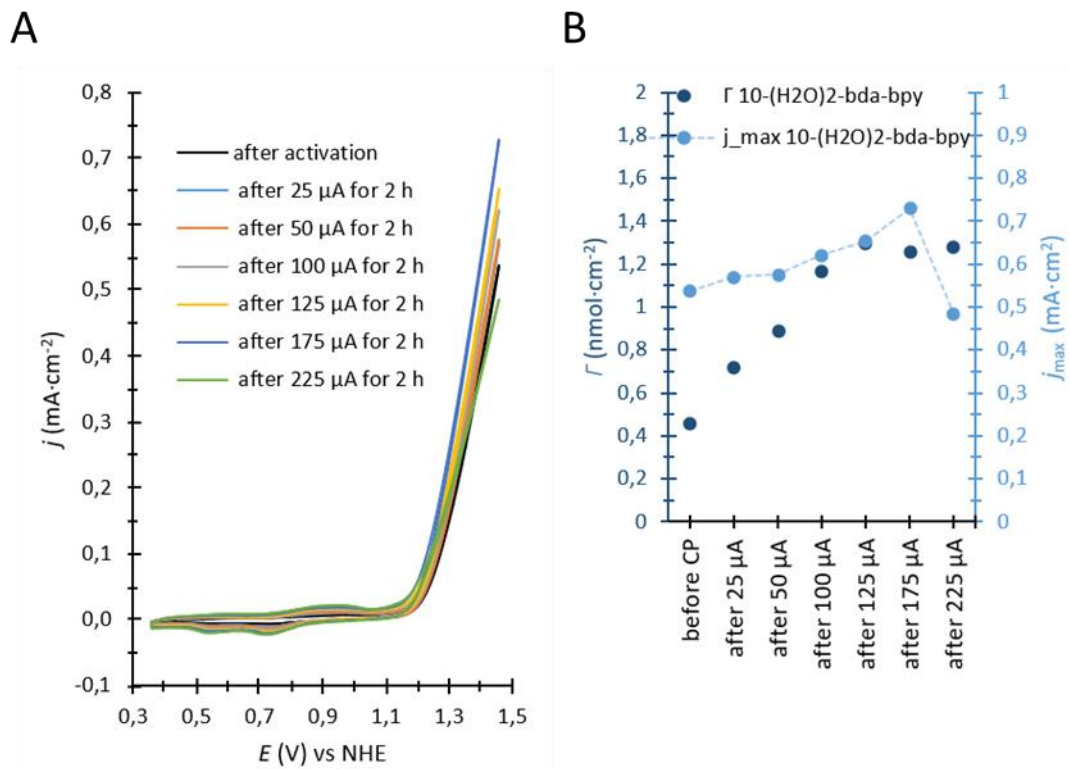 A
B
0,8
0,7
0,6
0,5
0,4
0,3
0,2
0,1
0,0
-0,1
j (mA·cm⁻²)
after activation
after 25 µA for 2 h
after 50 µA for 2 h
after 100 µA for 2 h
after 125 µA for 2 h
after 175 µA for 2 h
after 225 µA for 2 h
0,3 0,5 0,7 0,9 1,1 1,3 1,5
E (V) vs NHE
2
1,8
1,6
1,4
1,2
1
0,8
0,6
0,4
0,2
0
Γ (nmol·cm⁻²)
Γ 10-(H2O)2-bda-bpy
j_max 10-(H2O)2-bda-bpy
1
0,9
0,8
0,7
0,6
0,5
0,4
0,3
0,2
0,1
0
jmax (mA·cm²)
before CP
after 25 µA
after 50 µA
after 100 µA
after 125 µA
after 175 µA
after 225 µA